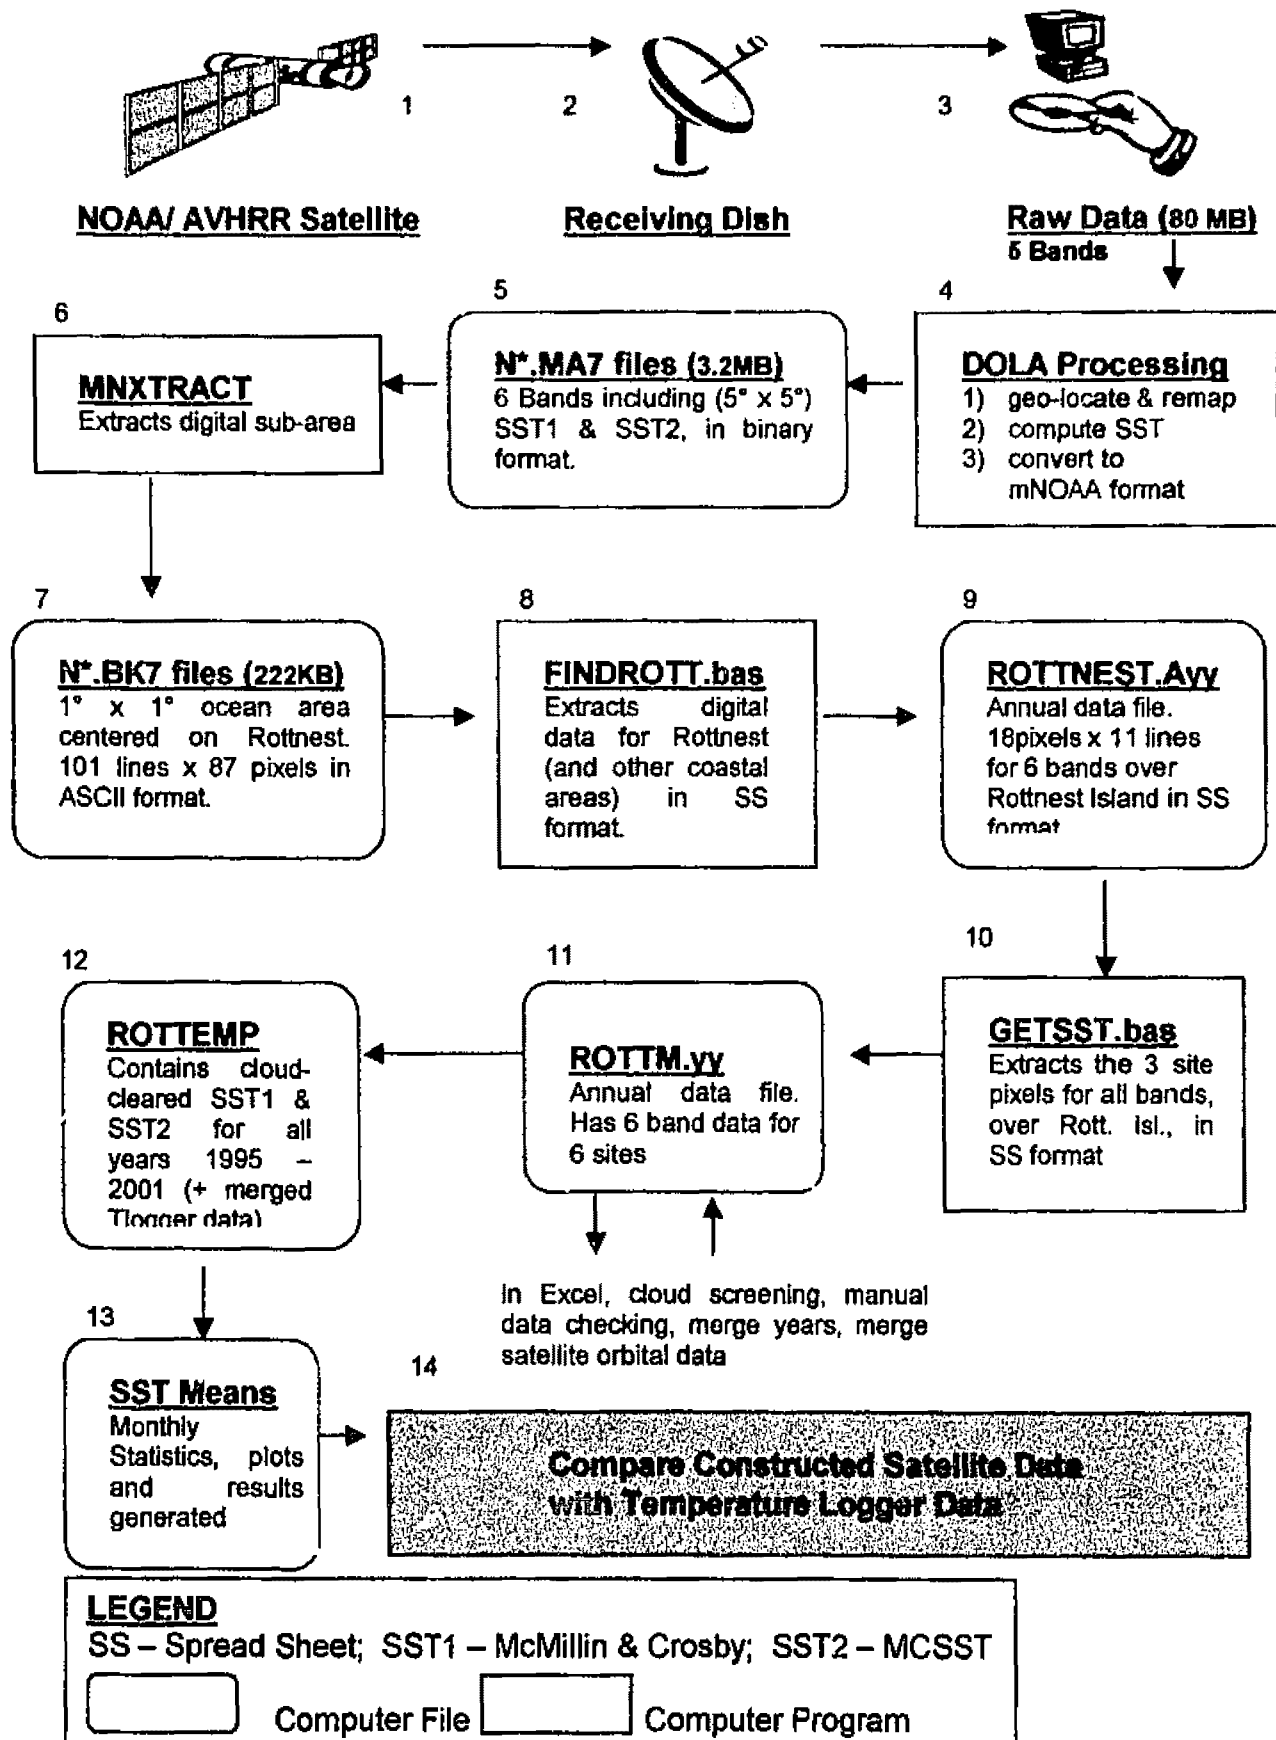 1
2
3
NOAA/ AVHRR Satellite
Receiving Dish
Raw Data (80 MB)
5 Bands
4
DOLA Processing
1) geo-locate & remap
2) compute SST
3) convert to
mNOAA format
5
N*.MA7 files (3.2MB)
6 Bands including (5° x 5°)
SST1 & SST2, in binary
format.
6
MNXTRACT
Extracts digital sub-area
7
N*.BK7 files (222KB)
1° x 1° ocean area
centered on Rottnest.
101 lines x 87 pixels in
ASCII format.
8
FINDROTT.bas
Extracts digital
data for Rottnest
(and other coastal
areas) in SS
format.
9
ROTTNEST.Ayy
Annual data file.
18pixels x 11 lines
for 6 bands over
Rottnest Island in SS
format
10
GETSST.bas
Extracts the 3 site
pixels for all bands,
over Rott. Isl., in
SS format
11
ROTTM.yy
Annual data file.
Has 6 band data for
6 sites
In Excel, cloud screening, manual
data checking, merge years, merge
satellite orbital data
12
ROTTEMP
Contains cloud-
cleared SST1 &
SST2 for all
years 1995 –
2001 (+ merged
Tlogger data)
13
SST Means
Monthly
Statistics, plots
and results
generated
14
Compare Constructed Satellite Data
with Temperature Logger Data
LEGEND
SS – Spread Sheet; SST1 – McMillin & Crosby; SST2 – MCSST
Computer File Computer Program